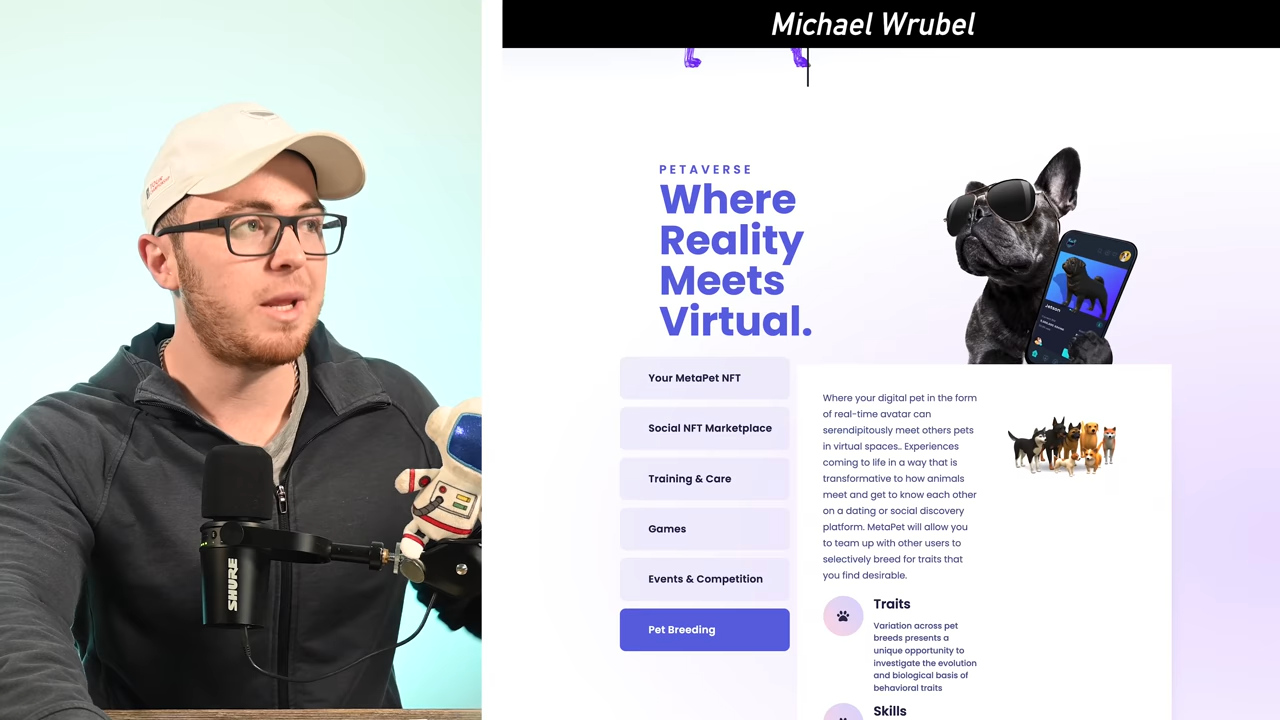 Michael Wrubel
PETAVERSE
Where
Reality
Meets
Virtual.
Your MetaPet NFT
Social NFT Marketplace
Training & Care
Games
Events & Competition
Pet Breeding
Where your digital pet in the form
of real-time avatar can
serendipitously meet others pets
in virtual spaces.. Experiences
coming to life in a way that is
transformative to how animals
meet and get to know each other
on a dating or social discovery
platform. MetaPet will allow you
to team up with other users to
selectively breed for traits that
you find desirable.
Traits
Variation across pet
breeds presents a
unique opportunity to
investigate the evolution
and biological basis of
behavioral traits
Skills
SHURE
Jetson